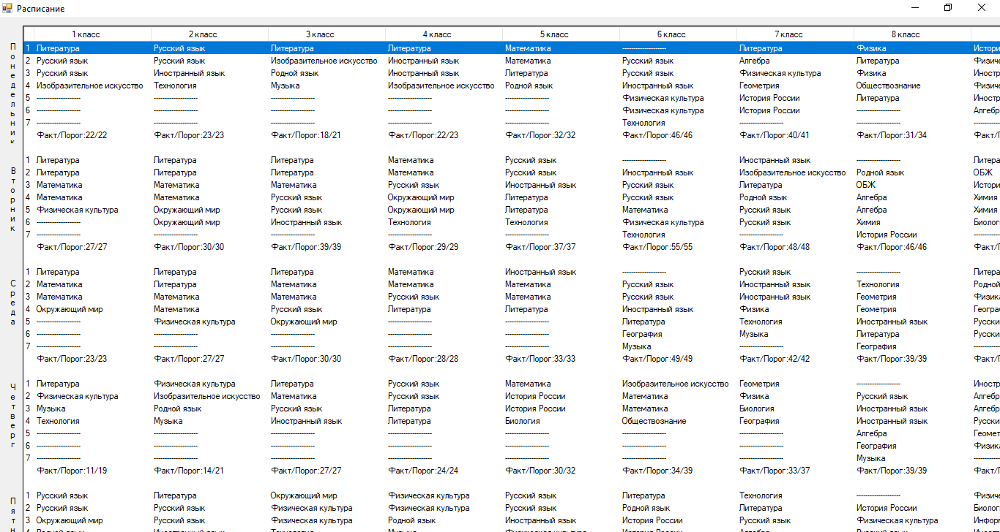 Расписание
1 класс 2 класс 3 класс 4 класс 5 класс 6 класс 7 класс 8 класс
Понедельник
1 Литература Русский язык Литература Литература Математика -------------------- Литература Физика Истори
2 Русский язык Русский язык Изобразительное искусство Иностранный язык Математика Русский язык Алгебра Литература Физиче
3 Русский язык Иностранный язык Родной язык Иностранный язык Литература Русский язык Физическая культура Физика Иностр
4 Изобразительное искусство Технология Музыка Изобразительное искусство Родной язык Иностранный язык Геометрия Обществознание Физиче
5 -------------------- -------------------- -------------------- -------------------- -------------------- Физическая культура История России Литература Иностр
6 -------------------- -------------------- -------------------- -------------------- -------------------- Физическая культура История России -------------------- Алгебр
7 -------------------- -------------------- -------------------- -------------------- -------------------- Технология -------------------- --------------------
Факт/Порог:22/22 Факт/Порог:23/23 Факт/Порог:18/21 Факт/Порог:22/23 Факт/Порог:32/32 Факт/Порог:46/46 Факт/Порог:40/41 Факт/Порог:31/34 Факт/
Вторник
1 Литература Литература Литература Математика Русский язык -------------------- Иностранный язык -------------------- Литера
2 Литература Литература Литература Математика Русский язык Иностранный язык Изобразительное искусство Родной язык ОБЖ
3 Математика Математика Математика Русский язык Иностранный язык Русский язык Литература ОБЖ Истори
4 Математика Математика Русский язык Окружающий мир Литература Русский язык Родной язык Алгебра Химия
5 Физическая культура Окружающий мир Русский язык Окружающий мир Литература Математика Русский язык Алгебра Химия
6 -------------------- Окружающий мир Иностранный язык Технология Технология Физическая культура Русский язык Химия Биолог
7 -------------------- -------------------- -------------------- -------------------- -------------------- Технология -------------------- История России --------
Факт/Порог:27/27 Факт/Порог:30/30 Факт/Порог:39/39 Факт/Порог:29/29 Факт/Порог:37/37 Факт/Порог:55/55 Факт/Порог:48/48 Факт/Порог:46/46 Факт/
Среда
1 Литература Литература Литература Математика Иностранный язык -------------------- Русский язык -------------------- Литера
2 Математика Литература Математика Математика Математика Русский язык Иностранный язык Технология Родной
3 Математика Математика Математика Русский язык Математика Русский язык Иностранный язык Геометрия Физика
4 Окружающий мир Математика Русский язык Литература Литература Иностранный язык Физика Геометрия Геогра
5 -------------------- Физическая культура Окружающий мир -------------------- -------------------- Литература Технология Иностранный язык Русски
6 -------------------- -------------------- -------------------- -------------------- -------------------- География Музыка Литература Русски
7 -------------------- -------------------- -------------------- -------------------- -------------------- Музыка -------------------- География --------
Факт/Порог:23/23 Факт/Порог:27/27 Факт/Порог:30/30 Факт/Порог:28/28 Факт/Порог:33/33 Факт/Порог:49/49 Факт/Порог:42/42 Факт/Порог:39/39 Факт/
Четверг
1 Литература Физическая культура Литература Русский язык Математика Изобразительное искусство Геометрия -------------------- Иностр
2 Физическая культура Изобразительное искусство Математика Русский язык История России Математика Физика Русский язык Алгебр
3 Музыка Родной язык Русский язык Литература История России Математика Биология Иностранный язык Алгебр
4 Технология Музыка Иностранный язык Литература Биология Обществознание География Иностранный язык Русски
5 -------------------- -------------------- -------------------- -------------------- -------------------- -------------------- -------------------- Алгебра Геомет
6 -------------------- -------------------- -------------------- -------------------- -------------------- -------------------- -------------------- География Физика
7 -------------------- -------------------- -------------------- -------------------- -------------------- -------------------- -------------------- Музыка --------
Факт/Порог:11/19 Факт/Порог:14/21 Факт/Порог:27/27 Факт/Порог:24/24 Факт/Порог:30/32 Факт/Порог:34/39 Факт/Порог:33/37 Факт/Порог:39/39 Факт/
Пятн
1 Русский язык Литература Окружающий мир Физическая культура Русский язык Литература Технология -------------------- Физиче
2 Русский язык Русский язык Физическая культура Физическая культура Русский язык Родной язык Литература История России Биолог
3 Окружающий мир Русский язык Физическая культура Родной язык Иностранный язык История России Русский язык Физическая культура Информ